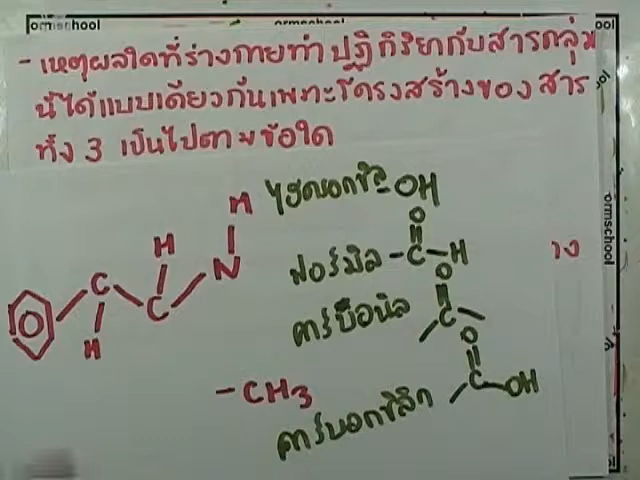 ormschool ormschool ool
- เหตุผลใดที่ร่างกายทำปฏิกิริยากับสารกลุ่ม
นี้ได้แบบเดียวกันเพราะโครงสร้างของสาร
ทั้ง 3 เป็นไปตามข้อใด
ormschool
H ไฮดรอกซิล -OH
H O
C N ฟอร์มิล -C-H
C O
H คาร์บอนิล C
O
-CH3 C-OH
คาร์บอกซิลิก